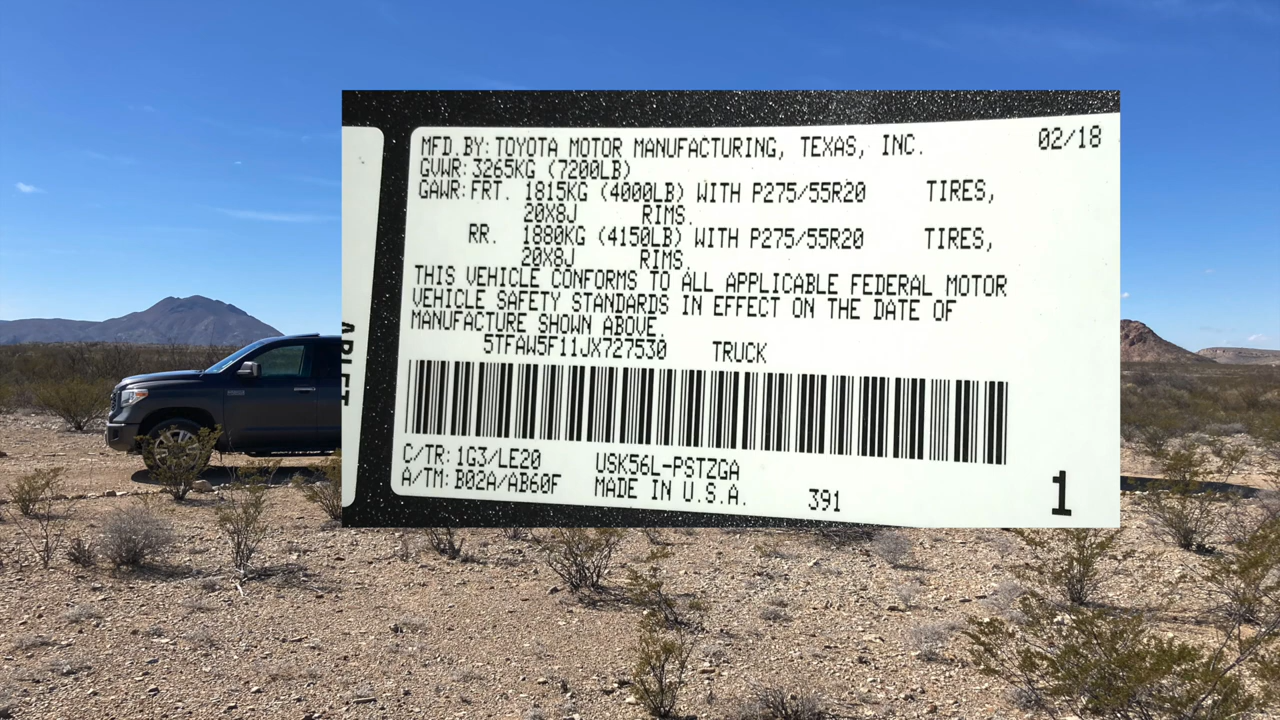 MFD.BY:TOYOTA MOTOR MANUFACTURING, TEXAS, INC. 02/18
GVWR:3265KG (7200LB)
GAWR:FRT. 1815KG (4000LB) WITH P275/55R20 TIRES,
20X8J RIMS.
RR. 1880KG (4150LB) WITH P275/55R20 TIRES,
20X8J RIMS.
THIS VEHICLE CONFORMS TO ALL APPLICABLE FEDERAL MOTOR
VEHICLE SAFETY STANDARDS IN EFFECT ON THE DATE OF
MANUFACTURE SHOWN ABOVE.
5TFAW5F11JX727530 TRUCK
C/TR:1G3/LE20 USK56L-PSTZGA
A/TM:B02A/AB60F MADE IN U.S.A. 391 1